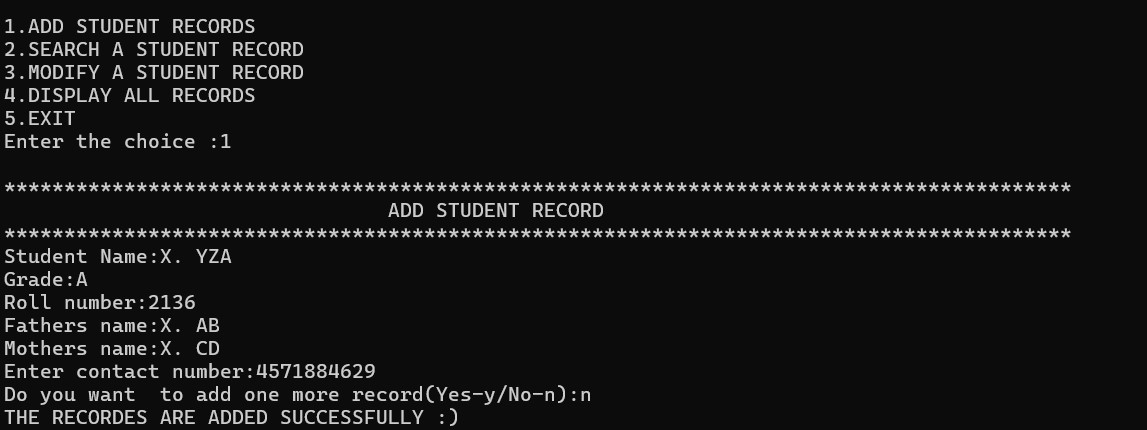 1.ADD STUDENT RECORDS
2.SEARCH A STUDENT RECORD
3.MODIFY A STUDENT RECORD
4.DISPLAY ALL RECORDS
5.EXIT
Enter the choice :1
*****************************************************************************************
ADD STUDENT RECORD
*****************************************************************************************
Student Name:X. YZA
Grade:A
Roll number:2136
Fathers name:X. AB
Mothers name:X. CD
Enter contact number:4571884629
Do you want  to add one more record(Yes-y/No-n):n
THE RECORDES ARE ADDED SUCCESSFULLY :)